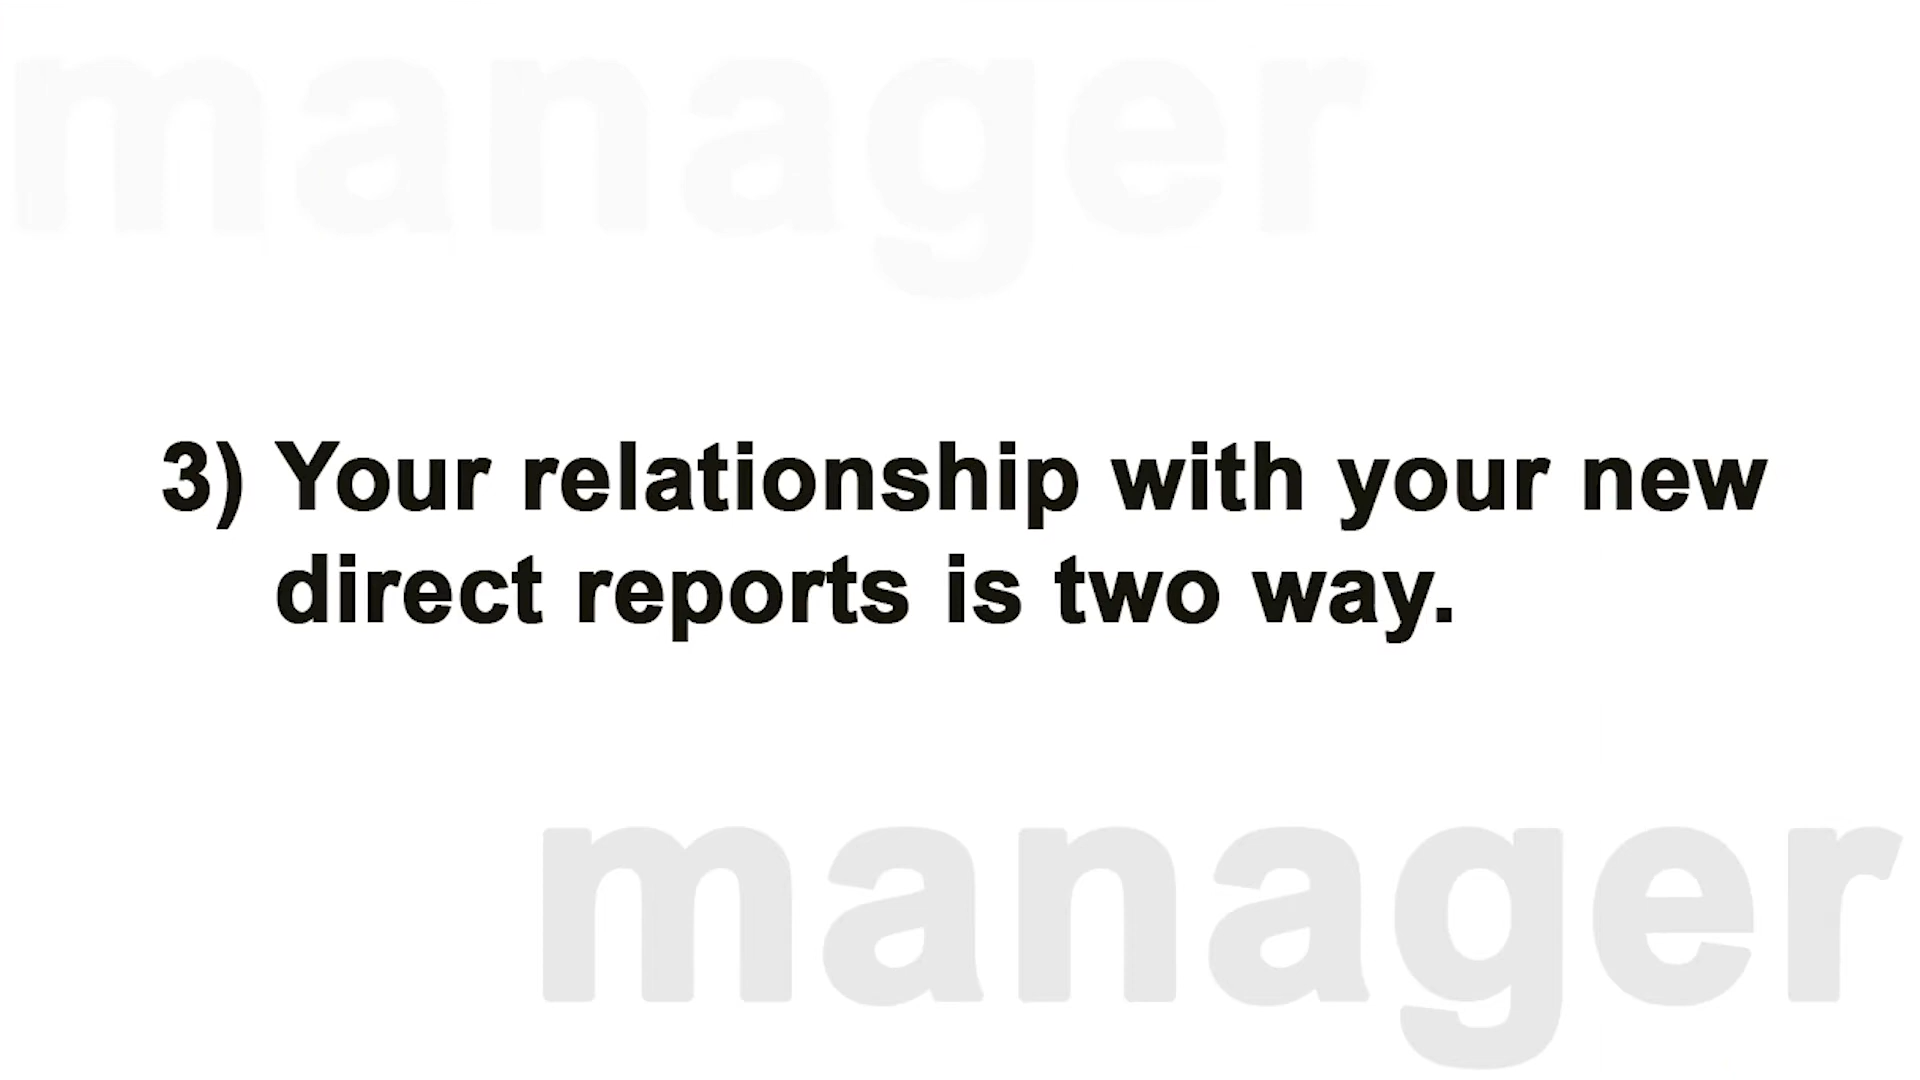 manager
3) Your relationship with your new
direct reports is two way.
manager